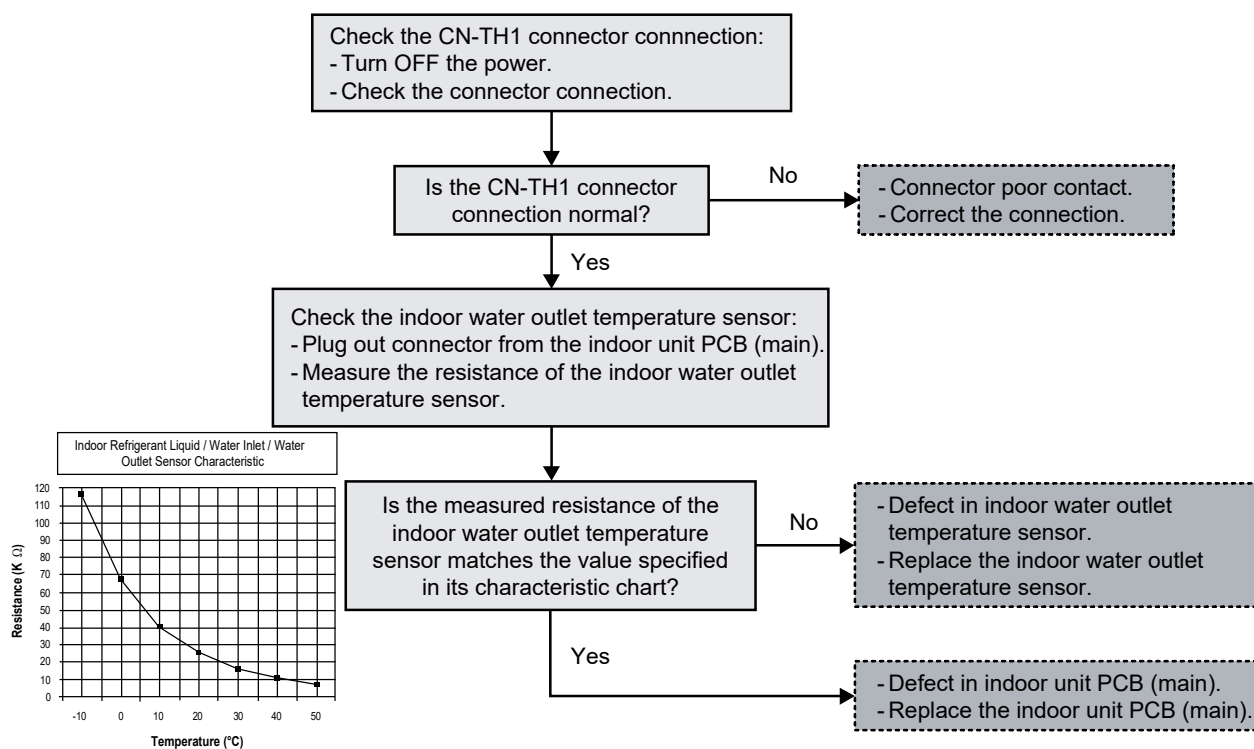 Check the CN-TH1 connector connnection:
- Turn OFF the power.
- Check the connector connection.
Is the CN-TH1 connector
connection normal?
No
- Connector poor contact.
- Correct the connection.
Yes
Check the indoor water outlet temperature sensor:
- Plug out connector from the indoor unit PCB (main).
- Measure the resistance of the indoor water outlet
temperature sensor.
Indoor Refrigerant Liquid / Water Inlet / Water
Outlet Sensor Characteristic
Resistance (K Ω)
120
110
100
90
80
70
60
50
40
30
20
10
0
-10 0 10 20 30 40 50
Temperature (°C)
Is the measured resistance of the
indoor water outlet temperature
sensor matches the value specified
in its characteristic chart?
No
- Defect in indoor water outlet
temperature sensor.
- Replace the indoor water outlet
temperature sensor.
Yes
- Defect in indoor unit PCB (main).
- Replace the indoor unit PCB (main).